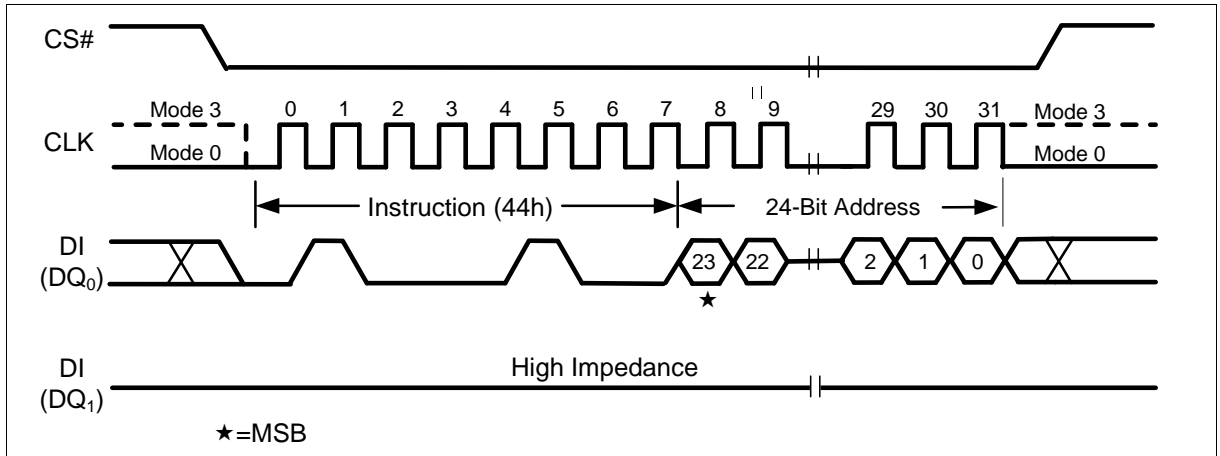 CS#
Mode 3 0 1 2 3 4 5 6 7 8 9 29 30 31 Mode 3
CLK
Mode 0 Mode 0
Instruction (44h) 24-Bit Address
DI
(DQ0) 23 22 2 1 0
★
High Impedance
DI
(DQ1)
★=MSB